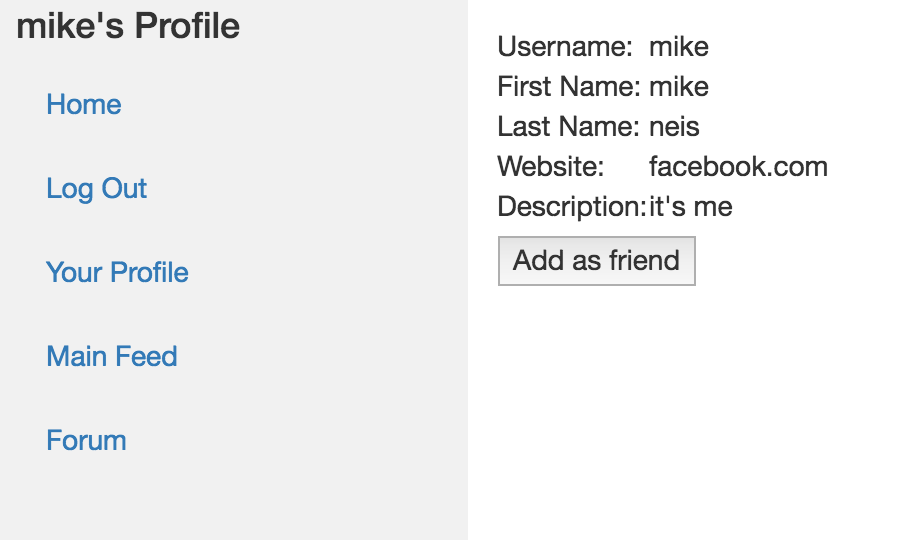 mike's Profile
Home
Log Out
Your Profile
Main Feed
Forum
Username: mike
First Name: mike
Last Name: neis
Website: facebook.com
Description: it's me
Add as friend